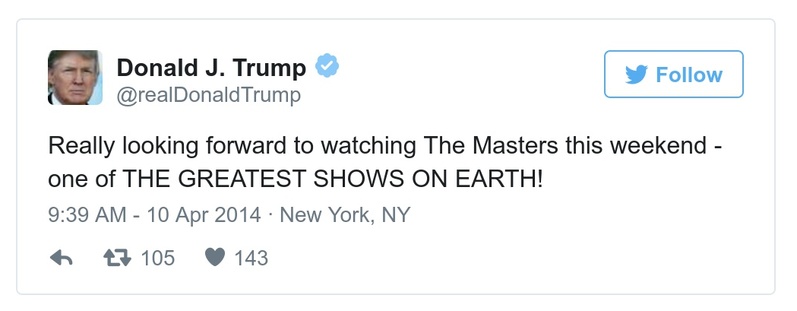 Donald J. Trump
@realDonaldTrump
Follow
Really looking forward to watching The Masters this weekend -
one of THE GREATEST SHOWS ON EARTH!
9:39 AM - 10 Apr 2014 · New York, NY
105 143